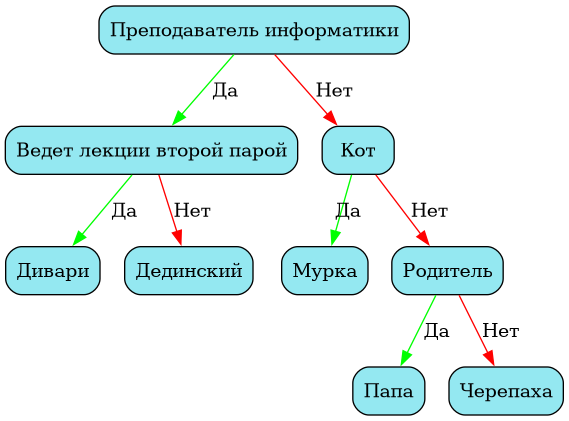 Преподаватель информатики
Да
Нет
Ведет лекции второй парой
Кот
Да
Нет
Да
Нет
Дивари
Дединский
Мурка
Родитель
Да
Нет
Папа
Черепаха